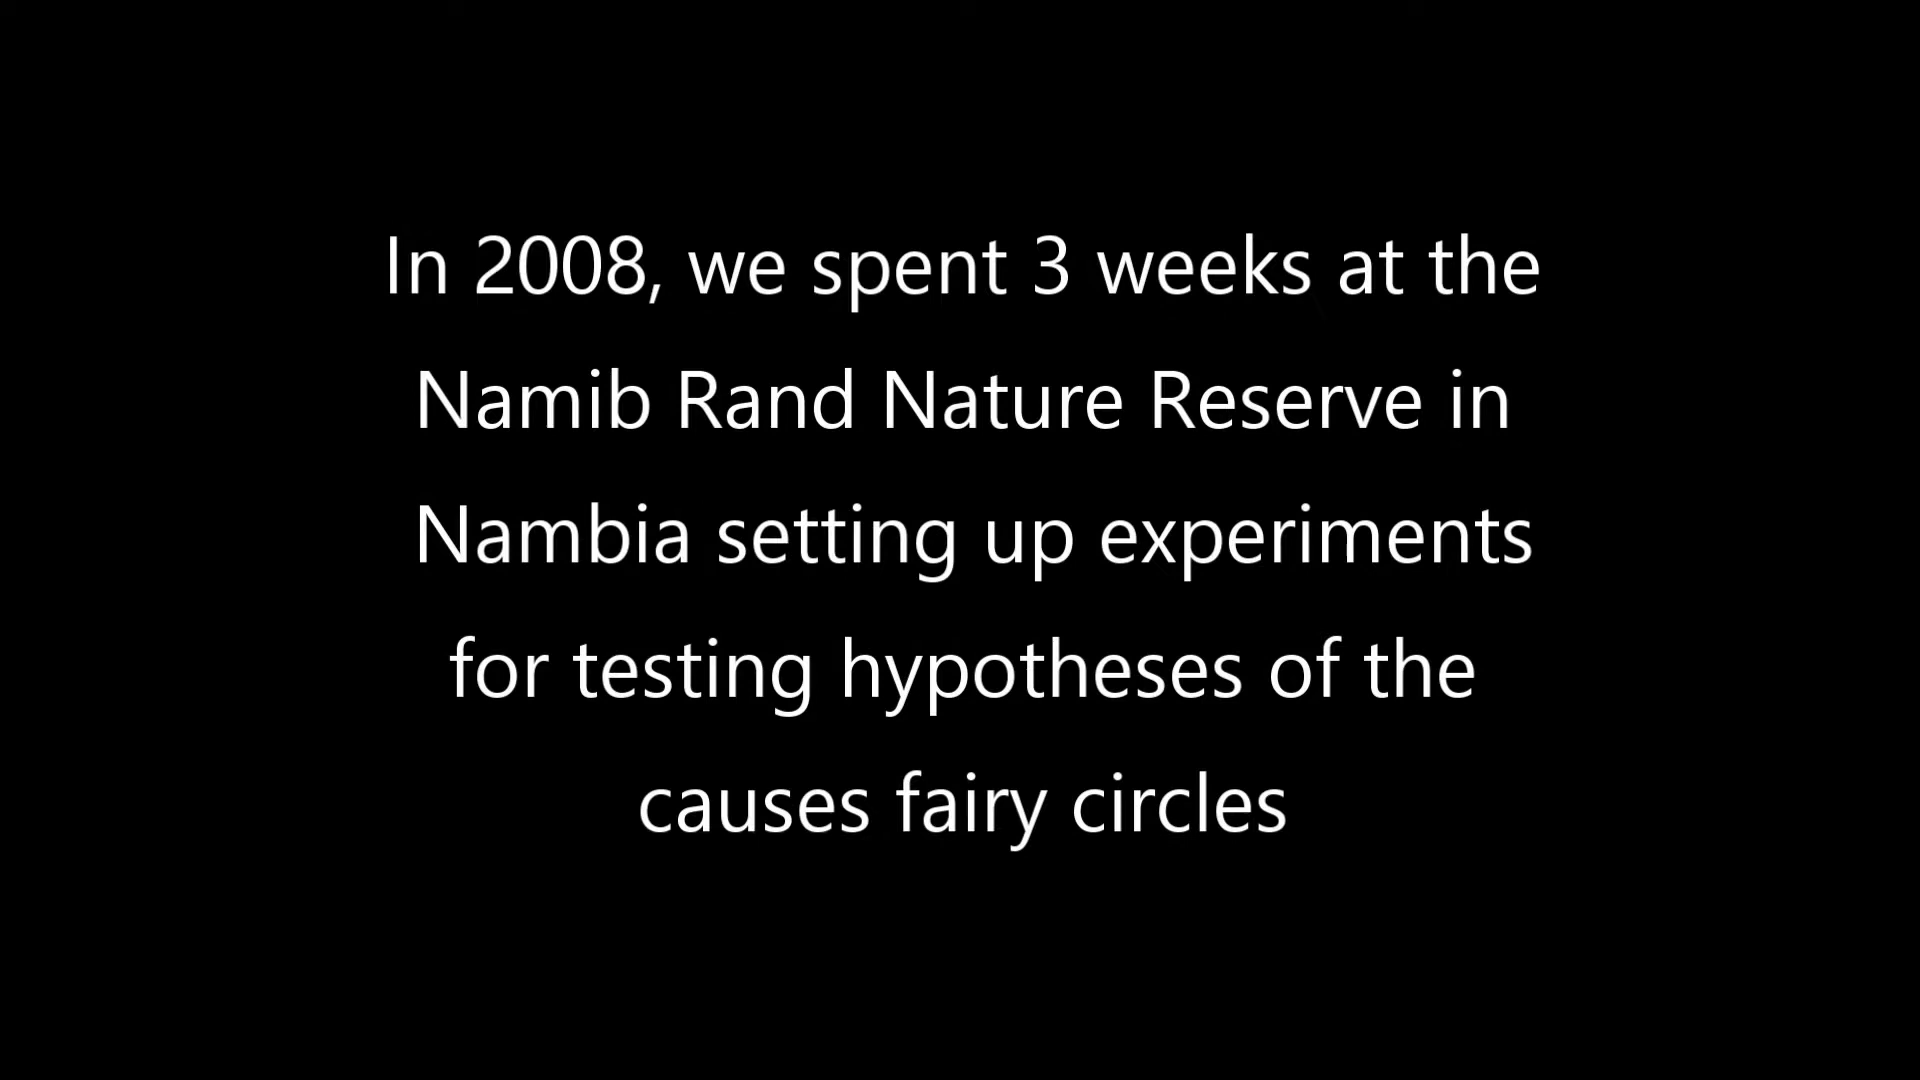 In 2008, we spent 3 weeks at the
Namib Rand Nature Reserve in
Nambia setting up experiments
for testing hypotheses of the
causes fairy circles